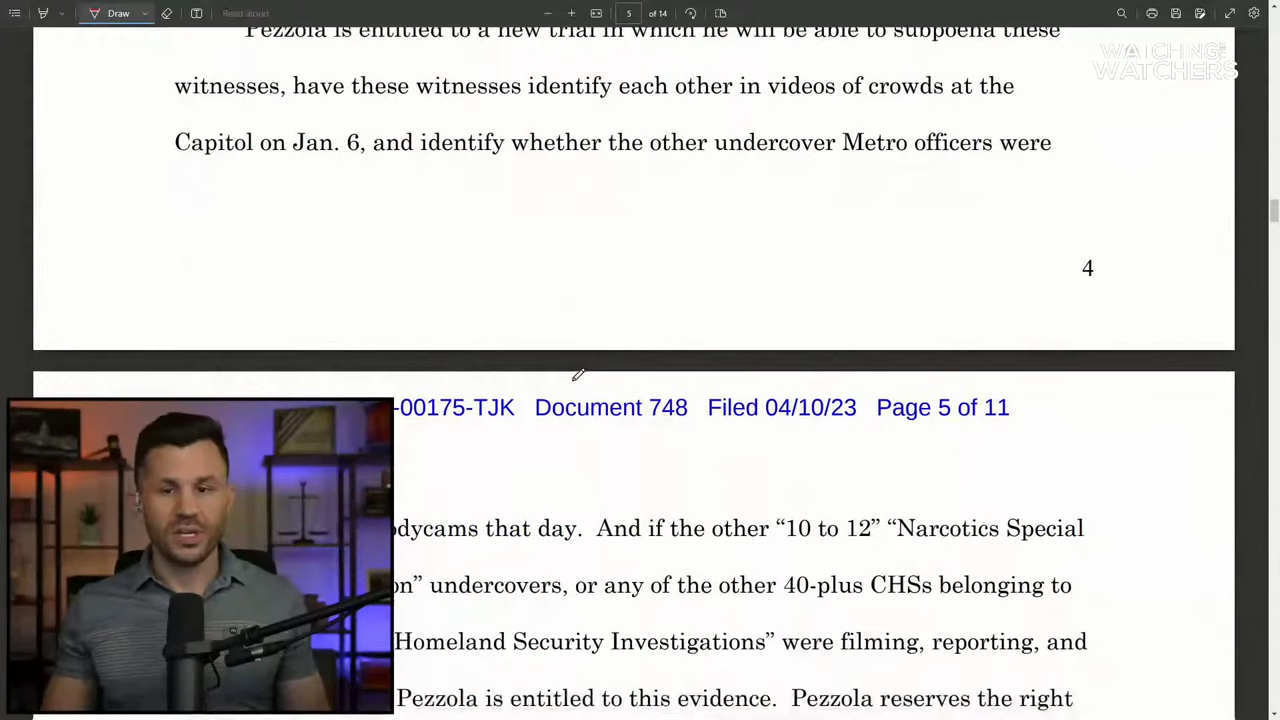 Draw
Read aloud
5 of 14
Pezzola is entitled to a new trial in which he will be able to subpoena these
WATCHING THE
WATCHERS
witnesses, have these witnesses identify each other in videos of crowds at the
Capitol on Jan. 6, and identify whether the other undercover Metro officers were
4
-00175-TJK Document 748 Filed 04/10/23 Page 5 of 11
odycams that day. And if the other “10 to 12” “Narcotics Special
on” undercovers, or any of the other 40-plus CHSs belonging to
Homeland Security Investigations” were filming, reporting, and
Pezzola is entitled to this evidence. Pezzola reserves the right